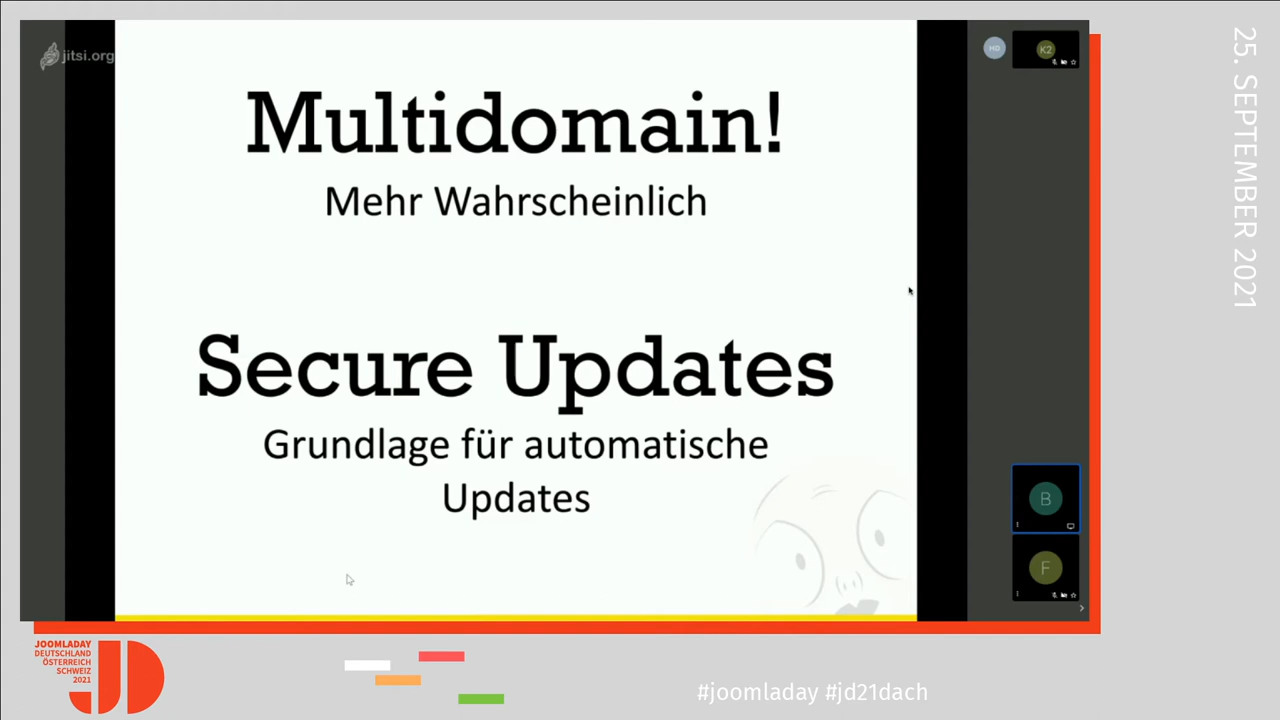 jitsi.org
Multidomain!
Mehr Wahrscheinlich
Secure Updates
Grundlage für automatische
Updates
HD
K2
B
F
25. SEPTEMBER 2021
JOOMLADAY
DEUTSCHLAND
ÖSTERREICH
SCHWEIZ
2021
JD
#joomladay #jd21dach